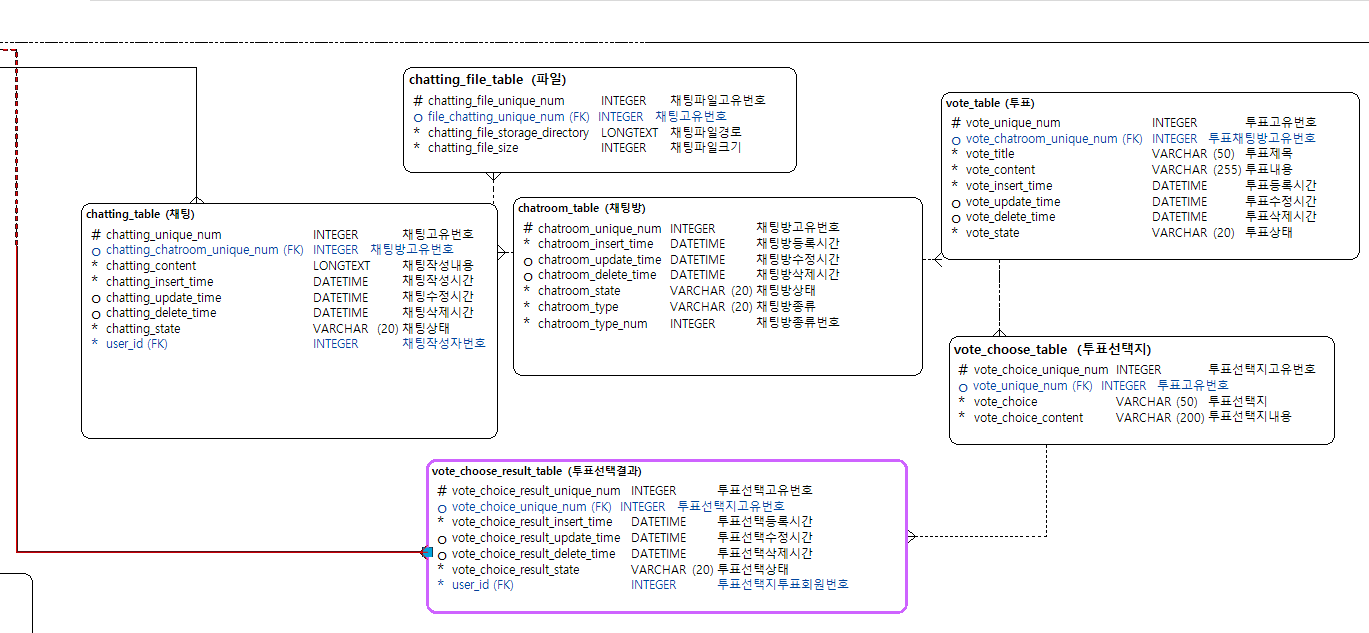 chatting_file_table (파일)
# chatting_file_unique_num INTEGER 채팅파일고유번호
o file_chatting_unique_num (FK) INTEGER 채팅고유번호
* chatting_file_storage_directory LONGTEXT 채팅파일경로
* chatting_file_size INTEGER 채팅파일크기
vote_table (투표)
# vote_unique_num INTEGER 투표고유번호
o vote_chatroom_unique_num (FK) INTEGER 투표채팅방고유번호
* vote_title VARCHAR (50) 투표제목
* vote_content VARCHAR (255) 투표내용
* vote_insert_time DATETIME 투표등록시간
o vote_update_time DATETIME 투표수정시간
o vote_delete_time DATETIME 투표삭제시간
* vote_state VARCHAR (20) 투표상태
chatting_table (채팅)
# chatting_unique_num INTEGER 채팅고유번호
o chatting_chatroom_unique_num (FK) INTEGER 채팅방고유번호
* chatting_content LONGTEXT 채팅작성내용
* chatting_insert_time DATETIME 채팅작성시간
o chatting_update_time DATETIME 채팅수정시간
o chatting_delete_time DATETIME 채팅삭제시간
* chatting_state VARCHAR (20) 채팅상태
* user_id (FK) INTEGER 채팅작성자번호
chatroom_table (채팅방)
# chatroom_unique_num INTEGER 채팅방고유번호
* chatroom_insert_time DATETIME 채팅방등록시간
o chatroom_update_time DATETIME 채팅방수정시간
o chatroom_delete_time DATETIME 채팅방삭제시간
* chatroom_state VARCHAR (20) 채팅방상태
* chatroom_type VARCHAR (20) 채팅방종류
* chatroom_type_num INTEGER 채팅방종류번호
vote_choose_table (투표선택지)
# vote_choice_unique_num INTEGER 투표선택지고유번호
o vote_unique_num (FK) INTEGER 투표고유번호
* vote_choice VARCHAR (50) 투표선택지
* vote_choice_content VARCHAR (200) 투표선택지내용
vote_choose_result_table (투표선택결과)
# vote_choice_result_unique_num INTEGER 투표선택고유번호
o vote_choice_unique_num (FK) INTEGER 투표선택지고유번호
* vote_choice_result_insert_time DATETIME 투표선택등록시간
o vote_choice_result_update_time DATETIME 투표선택수정시간
o vote_choice_result_delete_time DATETIME 투표선택삭제시간
* vote_choice_result_state VARCHAR (20) 투표선택상태
* user_id (FK) INTEGER 투표선택지투표회원번호